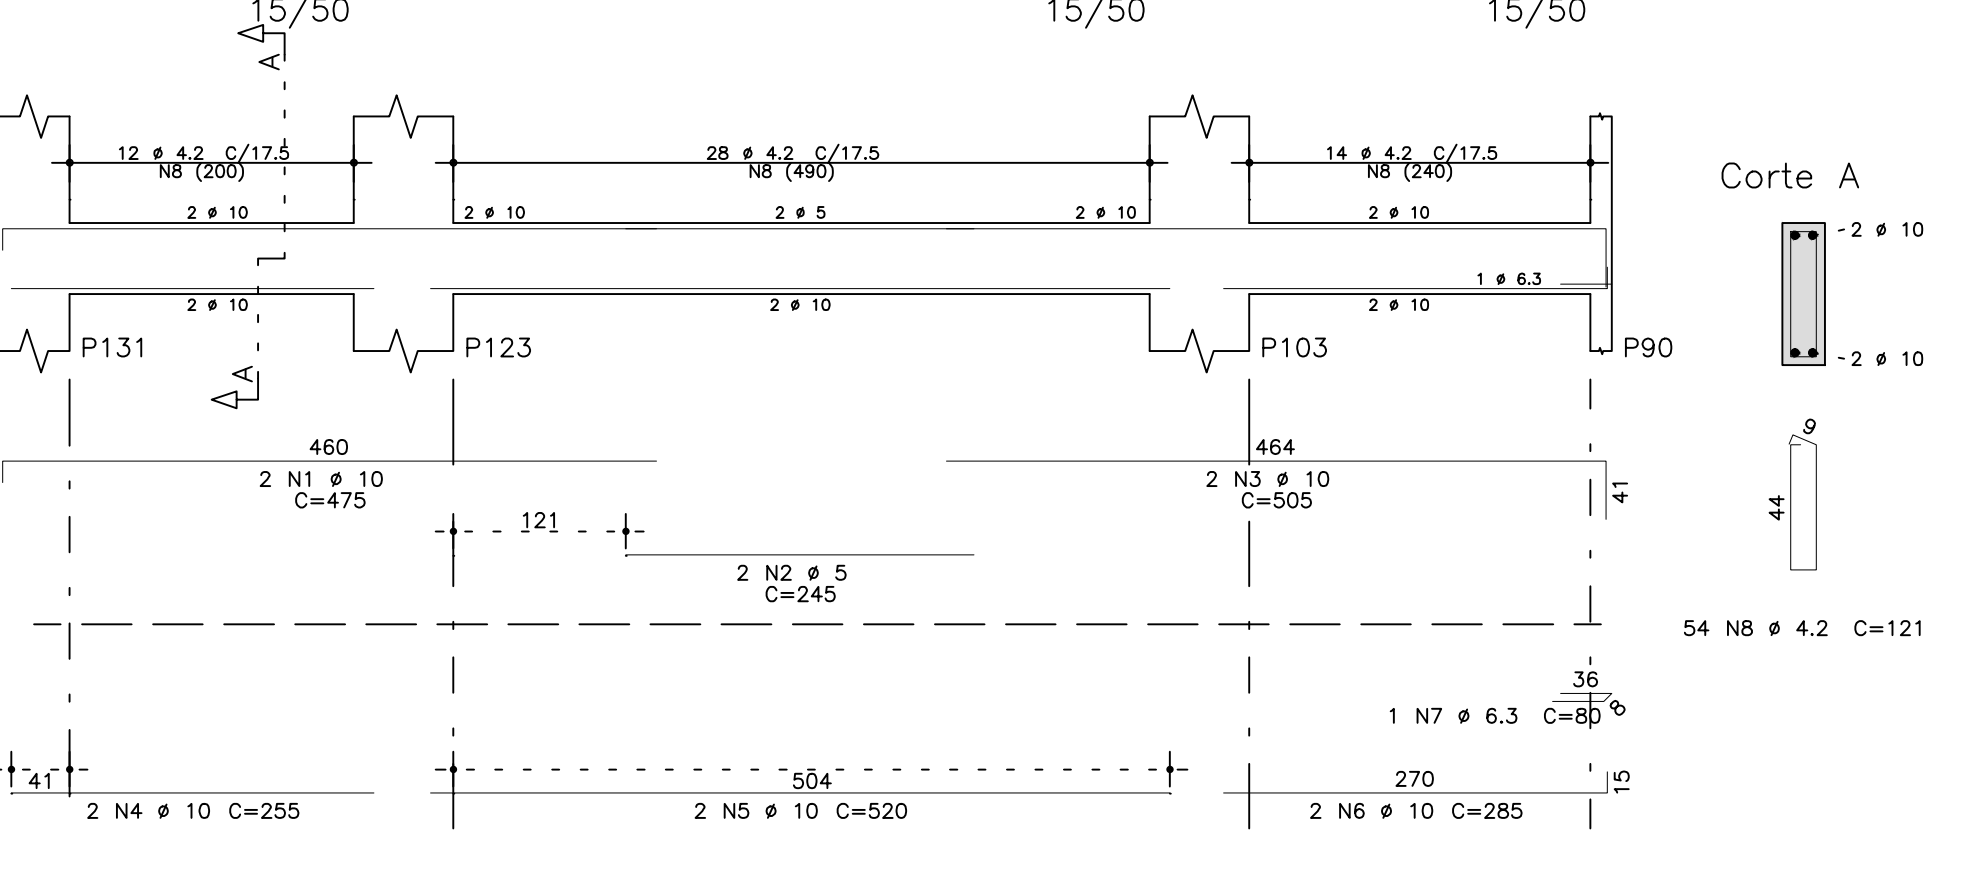 15/50
15/50
15/50
A
12 ø 4.2 C/17.5
N8 (200)
28 ø 4.2 C/17.5
N8 (490)
14 ø 4.2 C/17.5
N8 (240)
Corte A
2 ø 10
2 ø 10
2 ø 5
2 ø 10
2 ø 10
-2 ø 10
1 ø 6.3
2 ø 10
2 ø 10
2 ø 10
P131
P123
P103
P90
-2 ø 10
A
460
2 N1 ø 10
C=475
464
2 N3 ø 10
C=505
41
9
44
121
2 N2 ø 5
C=245
54 N8 ø 4.2 C=121
36
1 N7 ø 6.3 C=80
8
41
2 N4 ø 10 C=255
504
2 N5 ø 10 C=520
270
15
2 N6 ø 10 C=285